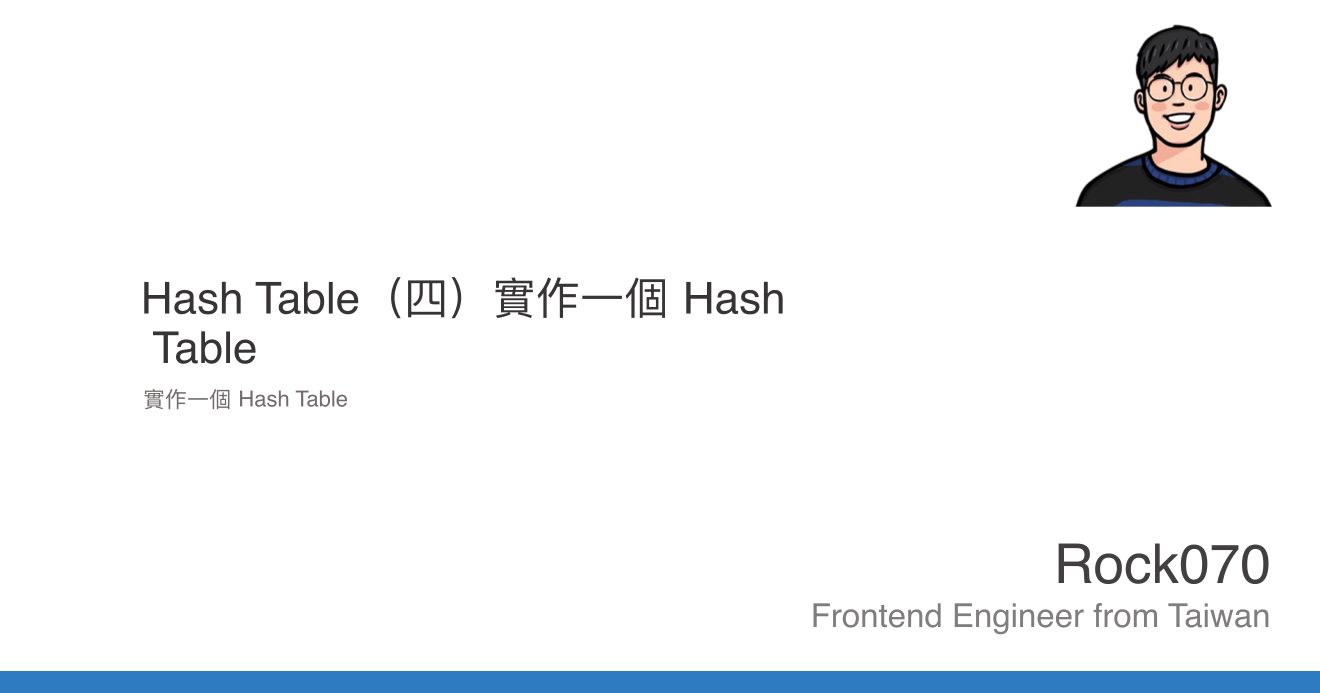 Hash Table（四）實作一個 Hash
Table
實作一個 Hash Table
Rock070
Frontend Engineer from Taiwan